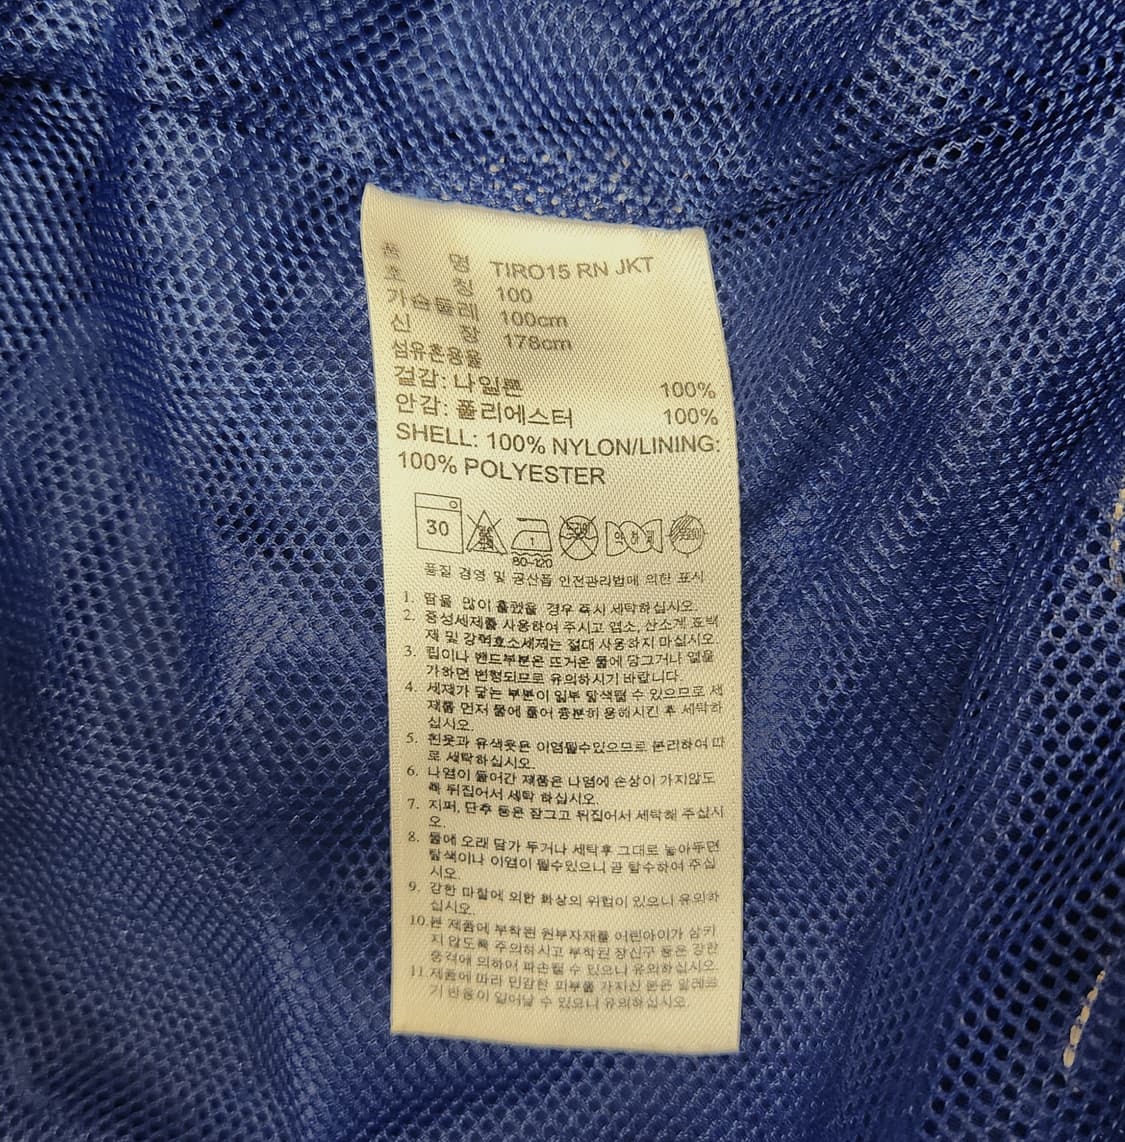 품 명 TIRO15 RN JKT
호 칭 100
가슴둘레 100cm
신 장 178cm
섬유혼용율
겉감: 나일론 100%
안감: 폴리에스터 100%
SHELL: 100% NYLON/LINING:
100% POLYESTER
30
80-120
품질 경영 및 공산품 안전관리법에 의한 표시
1. 땀을 많이 흘렸을 경우 즉시 세탁하십시오.
2. 중성세제를 사용하여 주시고 염소, 산소계 표백
제 및 강력효소세제는 절대 사용하지 마십시오.
3. 립이나 밴드부분은 뜨거운 물에 담그거나 열을
가하면 변형되므로 유의하시기 바랍니다.
4. 세제가 닿는 부분이 일부 탈색될 수 있으므로 세
제를 먼저 물에 풀어 충분히 용해시킨 후 세탁하
십시오.
5. 흰옷과 유색옷은 이염될수있으므로 분리하여 따
로 세탁하십시오.
6. 나염이 들어간 제품은 나염에 손상이 가지않도
록 뒤집어서 세탁 하십시오.
7. 지퍼, 단추 등은 잠그고 뒤집어서 세탁해 주십시
오.
8. 물에 오래 담가 두거나 세탁후 그대로 놓아두면
탈색이나 이염이 될수있으니 곧 탈수하여 주십
시오.
9. 강한 마찰에 의한 화상의 위험이 있으니 유의하
십시오.
10.본 제품에 부착된 원부자재를 어린아이가 삼키
지 않도록 주의하시고 부착된 장신구 등은 강한
충격에 의하여 파손될 수 있으니 유의하십시오.
11.제품에 따라 민감한 피부를 가지신 분은 알레르
기 반응이 일어날 수 있으니 유의하십시오.